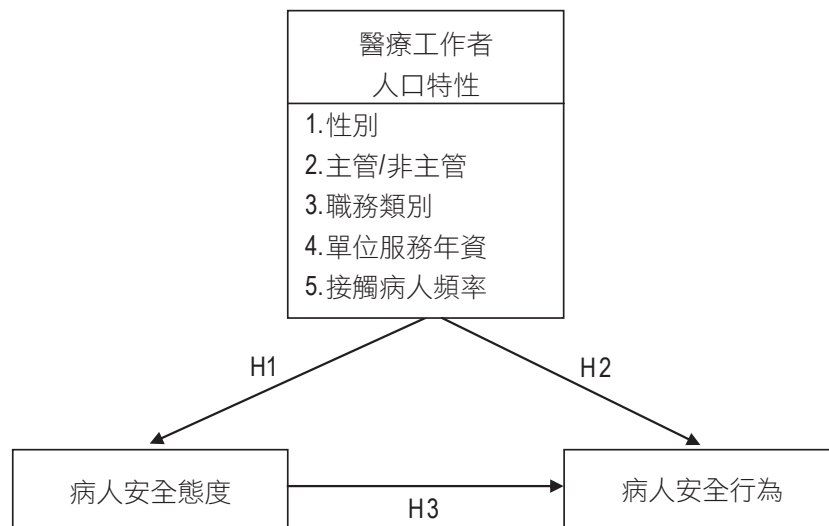 醫療工作者
人口特性
1.性別
2.主管/非主管
3.職務類別
4.單位服務年資
5.接觸病人頻率
H1
H2
病人安全態度
H3
病人安全行為